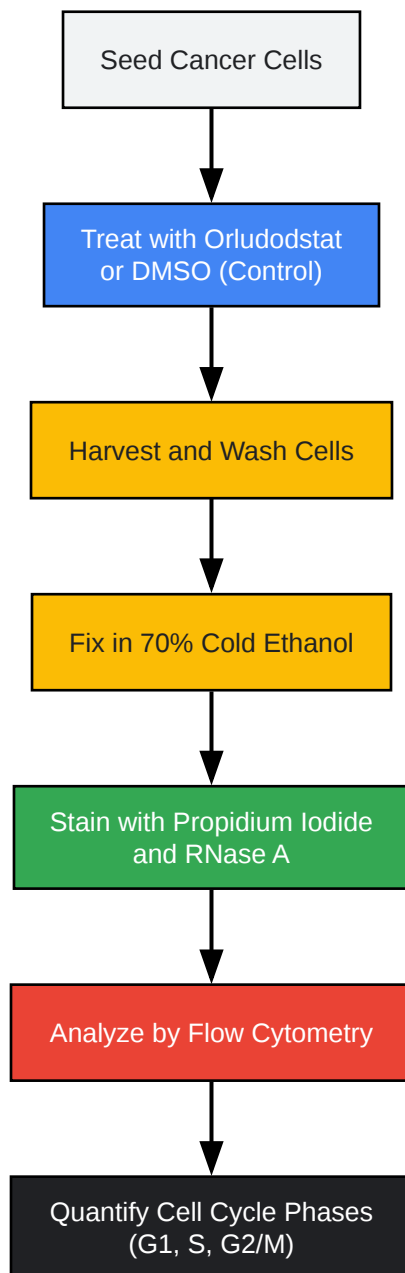 Seed Cancer Cells
Treat with Orludodstat
or DMSO (Control)
Harvest and Wash Cells
Fix in 70% Cold Ethanol
Stain with Propidium Iodide
and RNase A
Analyze by Flow Cytometry
Quantify Cell Cycle Phases
(G1, S, G2/M)